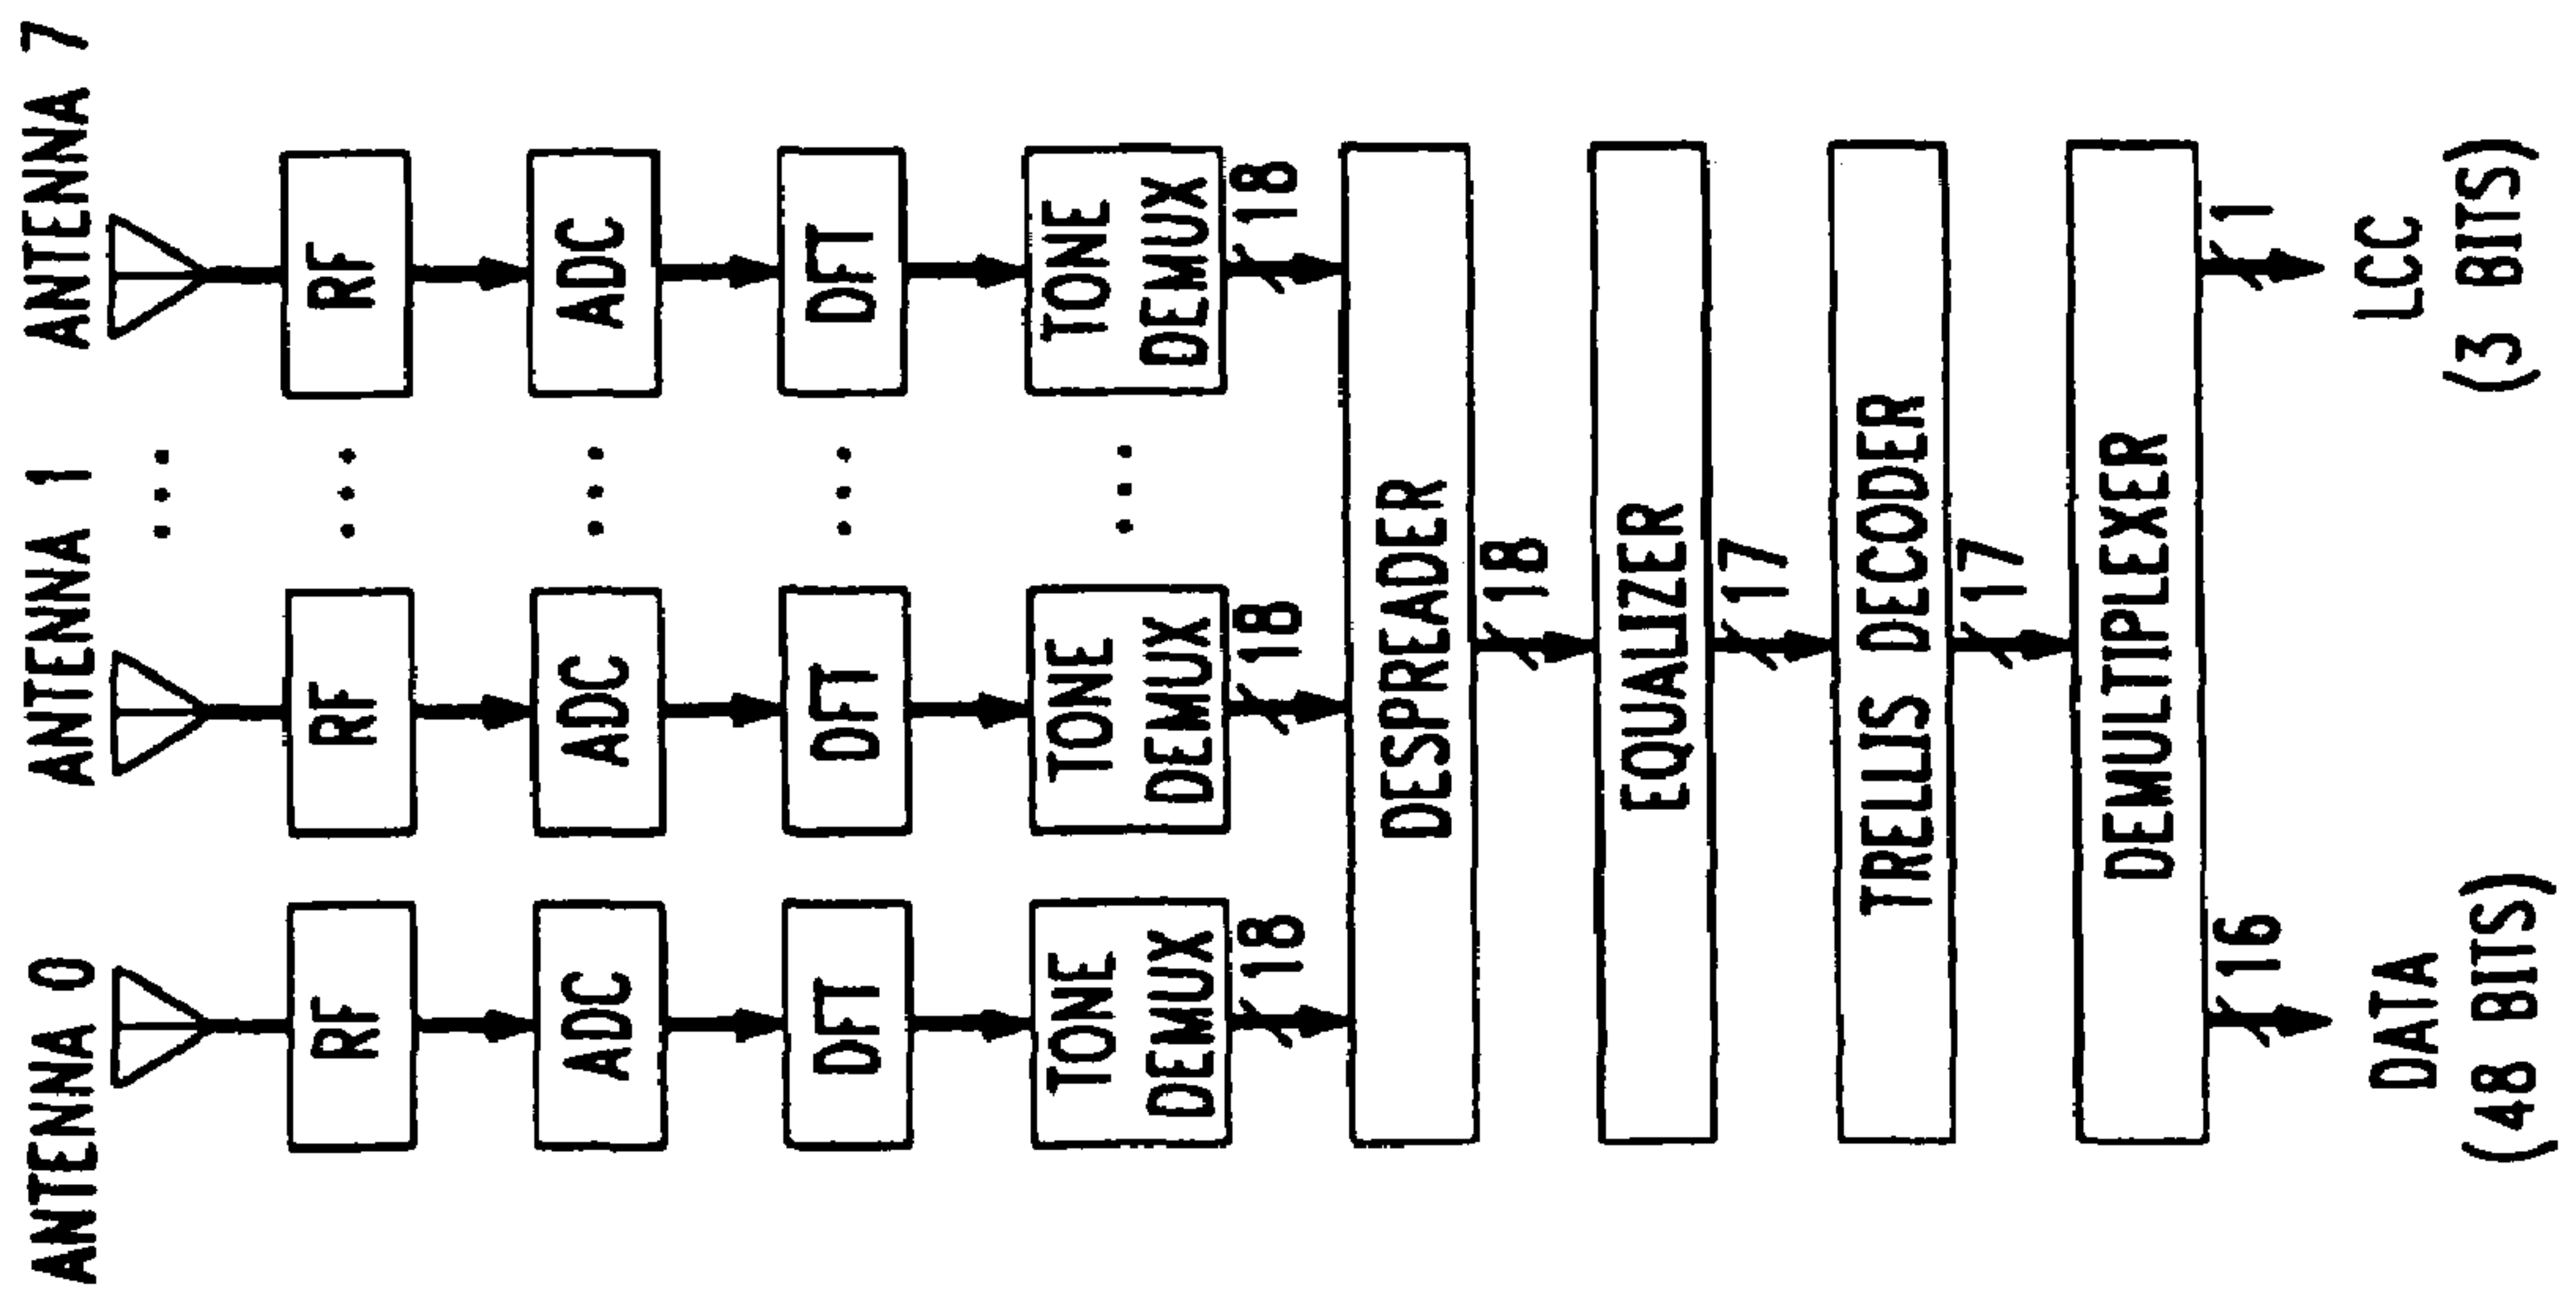 ANTENNA 0
ANTENNA 1
ANTENNA 7
...
RF
RF
...
RF
ADC
ADC
...
ADC
DFT
DFT
...
DFT
TONE
DEMUX
TONE
DEMUX
...
TONE
DEMUX
18
18
18
DESPREADER
18
EQUALIZER
17
TRELLIS DECODER
17
DEMULTIPLEXER
16
1
DATA
(48 BITS)
LCC
(3 BITS)